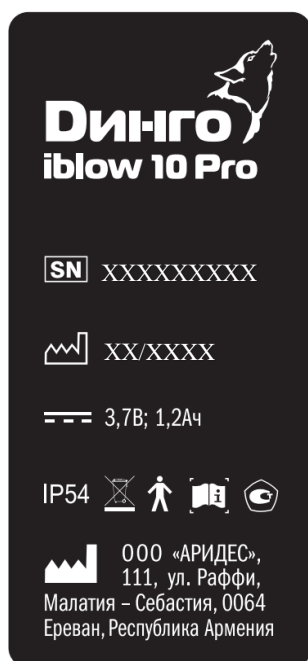 Динго
iblow 10 Pro
SN XXXXXXXXX
XX/XXXX
3,7В; 1,2Ач
IP54
ООО «АРИДЕС»,
111, ул. Раффи,
Малатия – Себастия, 0064
Ереван, Республика Армения